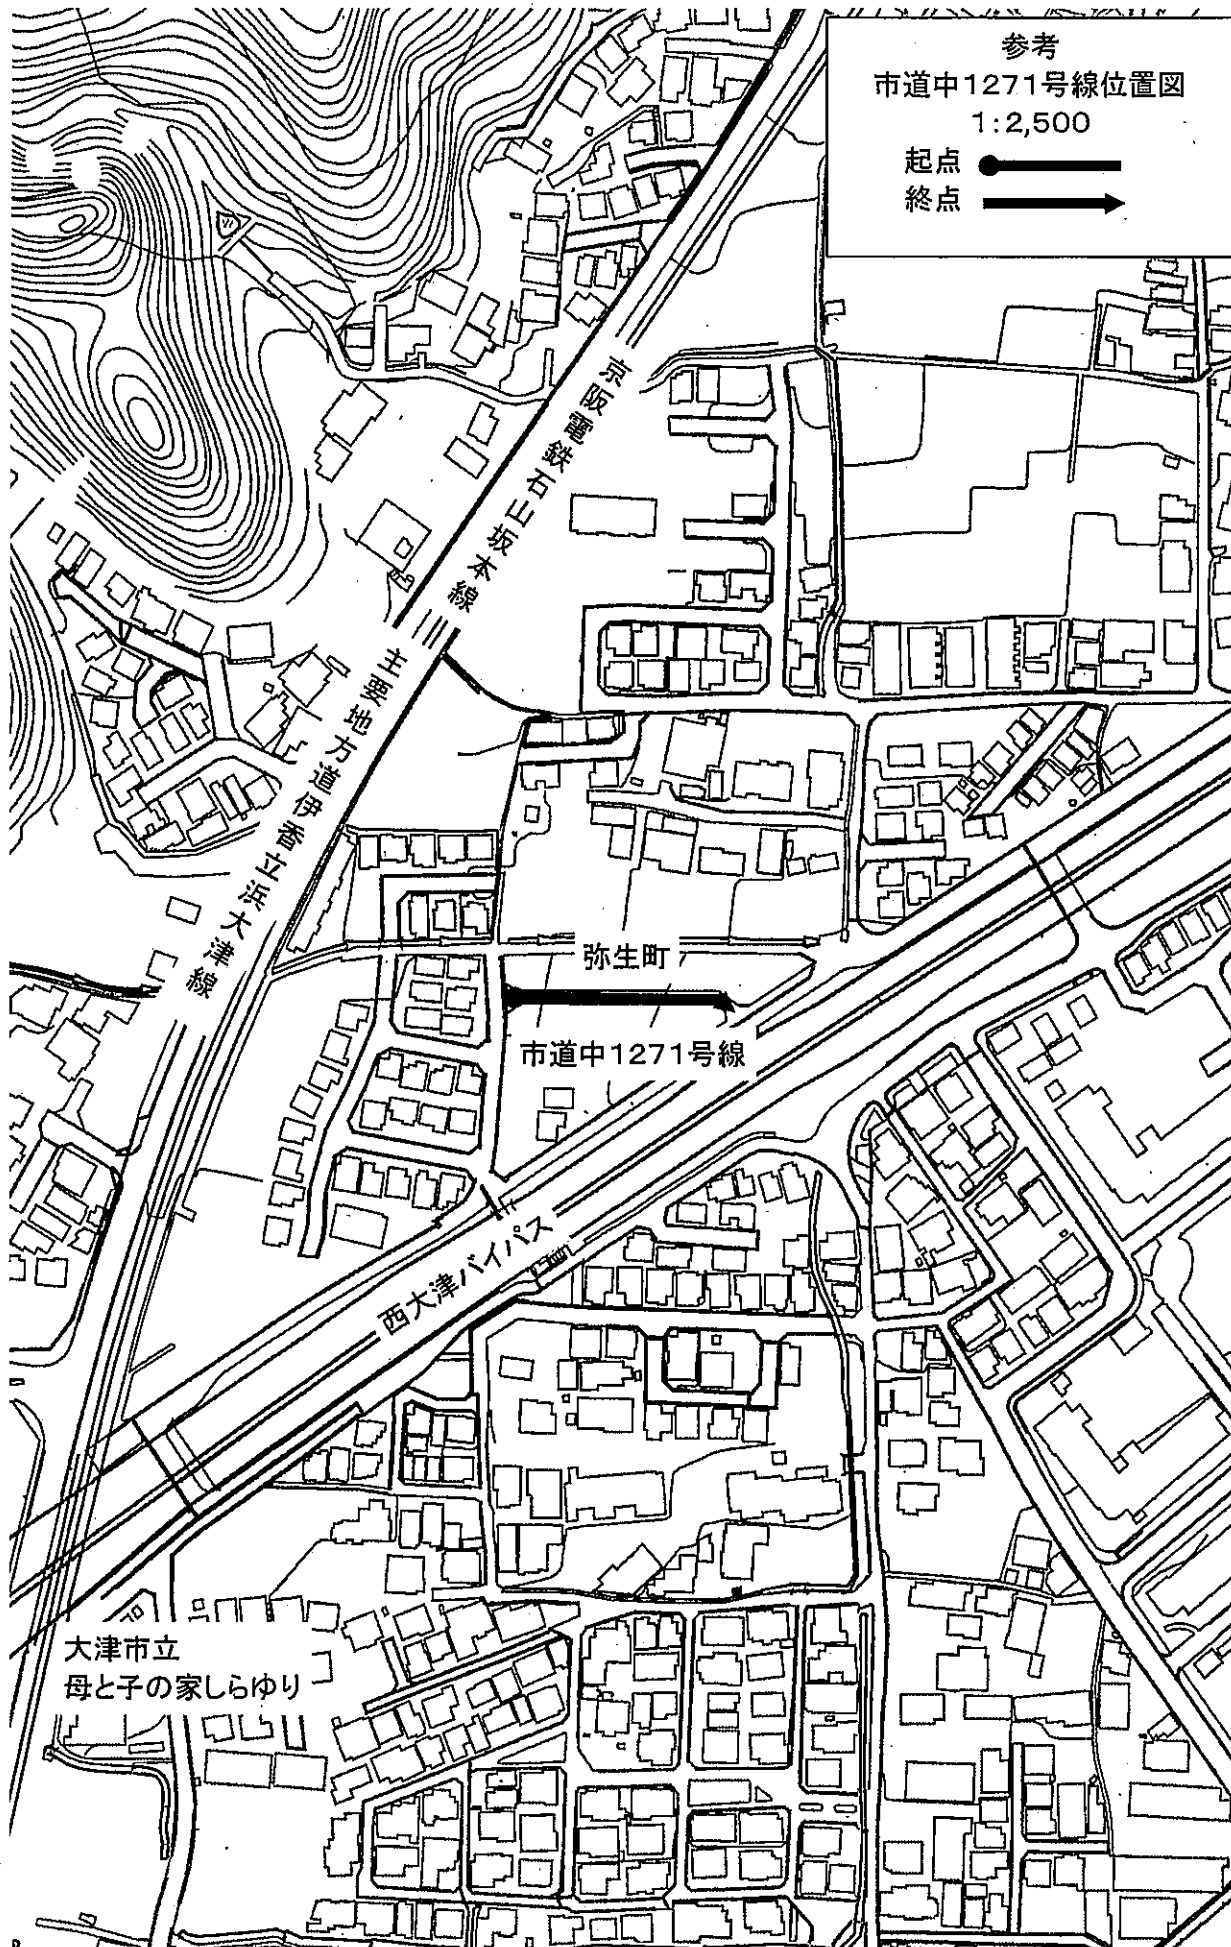 参考
市道中1271号線位置図
1:2,500
起点
終点
京阪電鉄石山坂本線
主要地方道伊香立浜大津線
弥生町
市道中1271号線
西大津バイパス
大津市立
母と子の家しらゆり